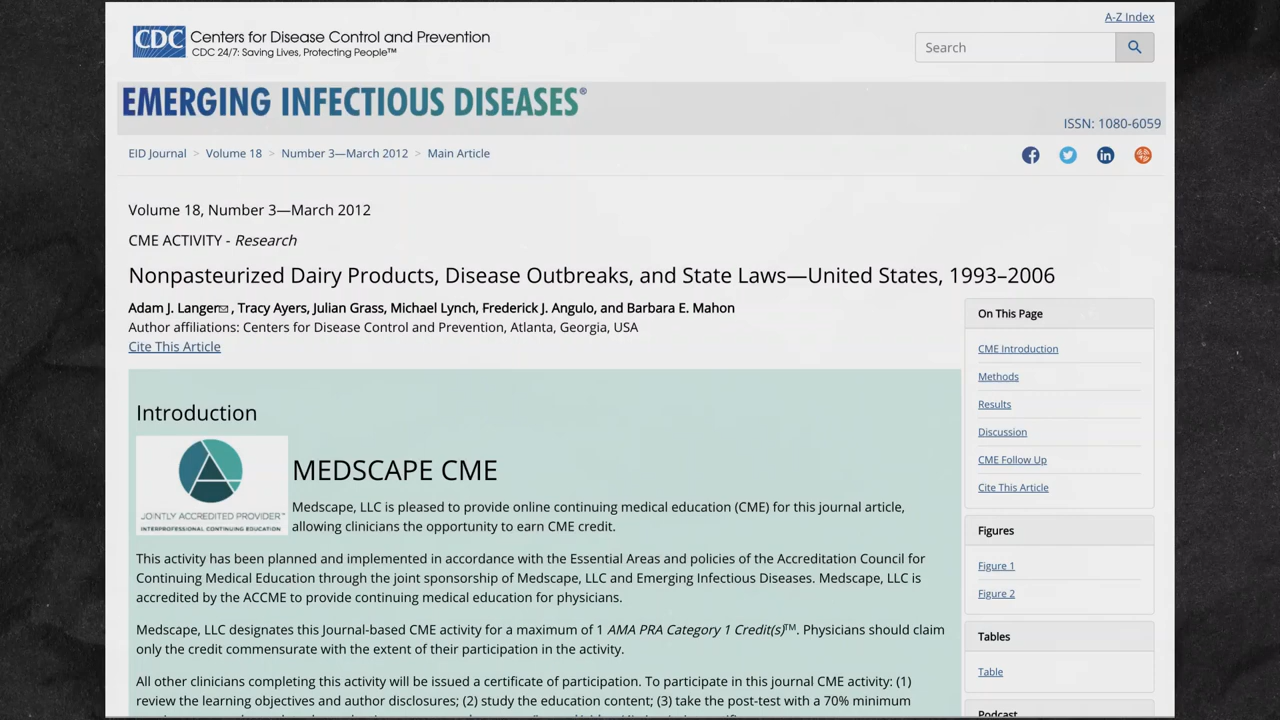 A-Z Index
CDC
Centers for Disease Control and Prevention
CDC 24/7: Saving Lives, Protecting People™
Search
EMERGING INFECTIOUS DISEASES®
ISSN: 1080-6059
EID Journal > Volume 18 > Number 3—March 2012 > Main Article
Volume 18, Number 3—March 2012
CME ACTIVITY - Research
Nonpasteurized Dairy Products, Disease Outbreaks, and State Laws—United States, 1993–2006
Adam J. Langer, Tracy Ayers, Julian Grass, Michael Lynch, Frederick J. Angulo, and Barbara E. Mahon
Author affiliations: Centers for Disease Control and Prevention, Atlanta, Georgia, USA
Cite This Article
Introduction
JOINTLY ACCREDITED PROVIDER™
INTERPROFESSIONAL CONTINUING EDUCATION
MEDSCAPE CME
Medscape, LLC is pleased to provide online continuing medical education (CME) for this journal article,
allowing clinicians the opportunity to earn CME credit.
This activity has been planned and implemented in accordance with the Essential Areas and policies of the Accreditation Council for
Continuing Medical Education through the joint sponsorship of Medscape, LLC and Emerging Infectious Diseases. Medscape, LLC is
accredited by the ACCME to provide continuing medical education for physicians.
Medscape, LLC designates this Journal-based CME activity for a maximum of 1 AMA PRA Category 1 Credit(s)™. Physicians should claim
only the credit commensurate with the extent of their participation in the activity.
All other clinicians completing this activity will be issued a certificate of participation. To participate in this journal CME activity: (1)
review the learning objectives and author disclosures; (2) study the education content; (3) take the post-test with a 70% minimum
On This Page
CME Introduction
Methods
Results
Discussion
CME Follow Up
Cite This Article
Figures
Figure 1
Figure 2
Tables
Table
Podcast